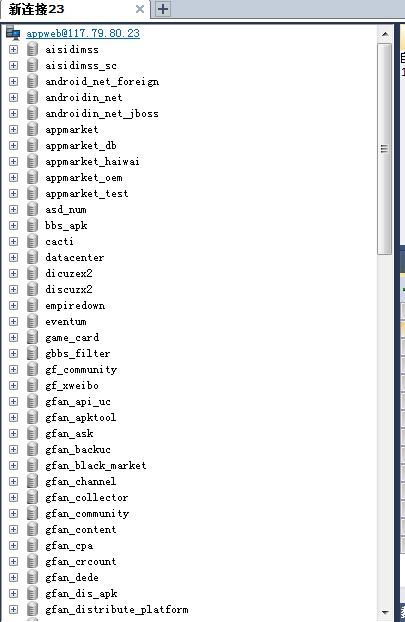 新连接23
appweb@117.79.80.23
aisidimss
aisidimss_sc
android_net_foreign
androidin_net
androidin_net_jboss
appmarket
appmarket_db
appmarket_haiwai
appmarket_oem
appmarket_test
asd_num
bbs_apk
cacti
datacenter
dicuzex2
discuzx2
empiredown
eventum
game_card
gbbs_filter
gf_community
gf_xweibo
gfan_api_uc
gfan_apktool
gfan_ask
gfan_backuc
gfan_black_market
gfan_channel
gfan_collector
gfan_community
gfan_content
gfan_cpa
gfan_crcount
gfan_dede
gfan_dis_apk
gfan_distribute_platform